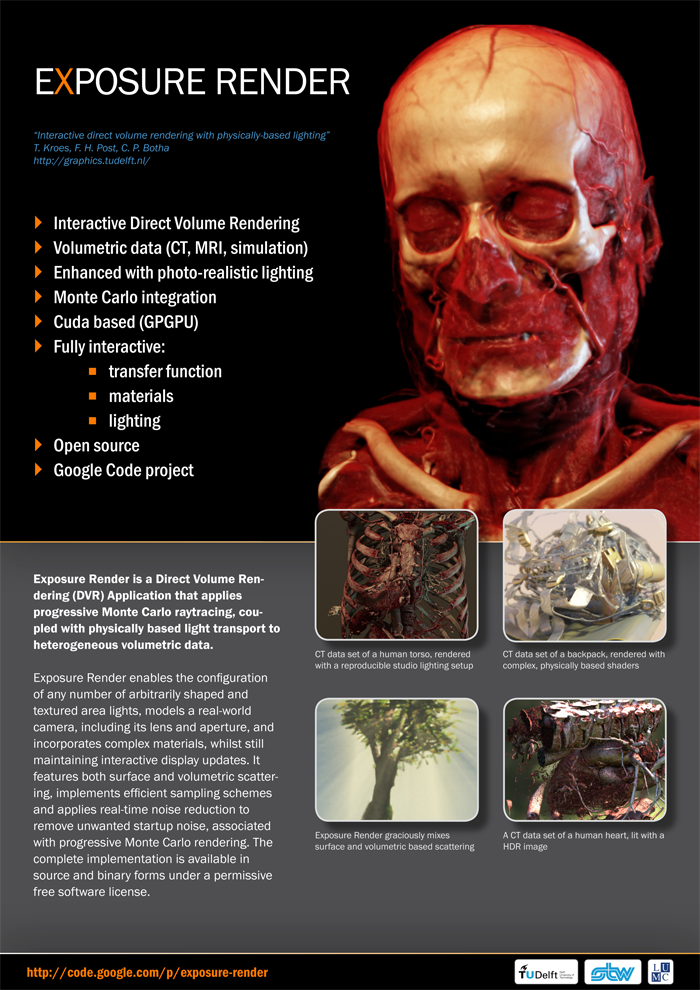 EXPOSURE RENDER
“Interactive direct volume rendering with physically-based lighting”
T. Kroes, F. H. Post, C. P. Botha
http://graphics.tudelft.nl/
Interactive Direct Volume Rendering
Volumetric data (CT, MRI, simulation)
Enhanced with photo-realistic lighting
Monte Carlo integration
Cuda based (GPGPU)
Fully interactive:
transfer function
materials
lighting
Open source
Google Code project
Exposure Render is a Direct Volume Ren-
dering (DVR) Application that applies
progressive Monte Carlo raytracing, cou-
pled with physically based light transport to
heterogeneous volumetric data.
Exposure Render enables the configuration
of any number of arbitrarily shaped and
textured area lights, models a real-world
camera, including its lens and aperture, and
incorporates complex materials, whilst still
maintaining interactive display updates. It
features both surface and volumetric scatter-
ing, implements efficient sampling schemes
and applies real-time noise reduction to
remove unwanted startup noise, associated
with progressive Monte Carlo rendering. The
complete implementation is available in
source and binary forms under a permissive
free software license.
CT data set of a human torso, rendered
with a reproducible studio lighting setup
CT data set of a backpack, rendered with
complex, physically based shaders
Exposure Render graciously mixes
surface and volumetric based scattering
A CT data set of a human heart, lit with a
HDR image
http://code.google.com/p/exposure-render
TU Delft
stw
LU
MC